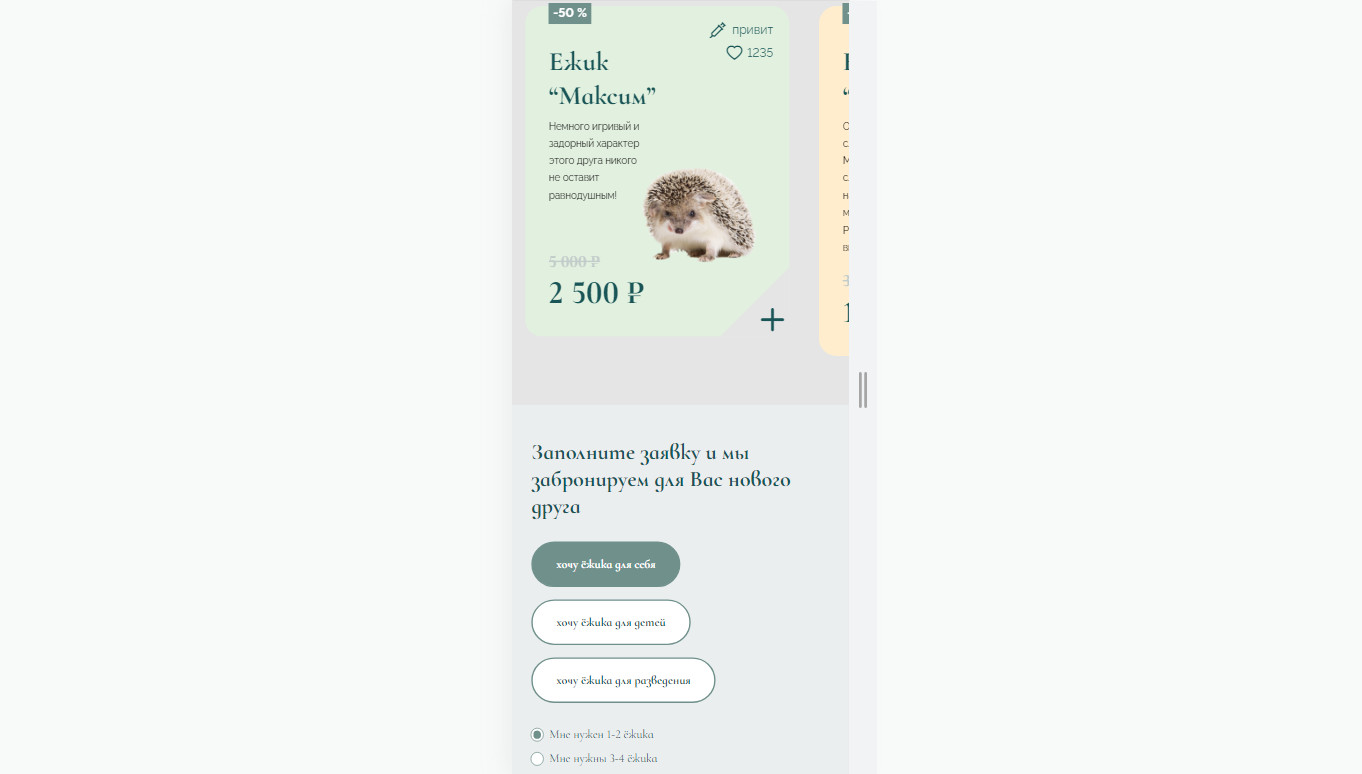 -50 %
привит
1235
Ежик
“Максим”
Немного игривый и
задорный характер
этого друга никого
не оставит
равнодушным!
5 000 ₽
2 500 ₽
Заполните заявку и мы
забронируем для Вас нового
друга
хочу ёжика для себя
хочу ёжика для детей
хочу ёжика для разведения
Мне нужен 1-2 ёжика
Мне нужны 3-4 ёжика